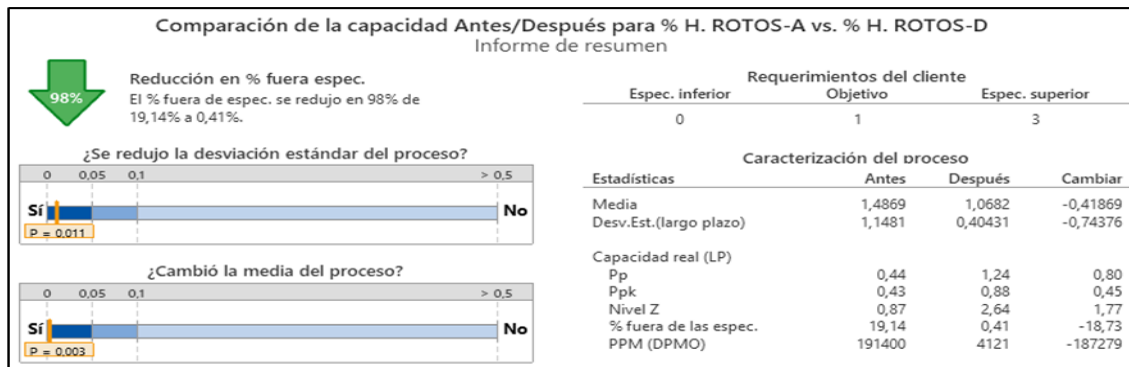 Comparación de la capacidad Antes/Después para % H. ROTOS-A vs. % H. ROTOS-D
Informe de resumen
98%
Reducción en % fuera espec.
El % fuera de espec. se redujo en 98% de
19,14% a 0,41%.
¿Se redujo la desviación estándar del proceso?
0 0,05 0,1 > 0,5
Sí No
P = 0,011
¿Cambió la media del proceso?
0 0,05 0,1 > 0,5
Sí No
P = 0,003
Requerimientos del cliente
Espec. inferior Objetivo Espec. superior
0 1 3
Caracterización del proceso
Estadísticas Antes Después Cambiar
Media 1,4869 1,0682 -0,41869
Desv.Est.(largo plazo) 1,1481 0,40431 -0,74376
Capacidad real (LP)
Pp 0,44 1,24 0,80
Ppk 0,43 0,88 0,45
Nivel Z 0,87 2,64 1,77
% fuera de las espec. 19,14 0,41 -18,73
PPM (DPMO) 191400 4121 -187279